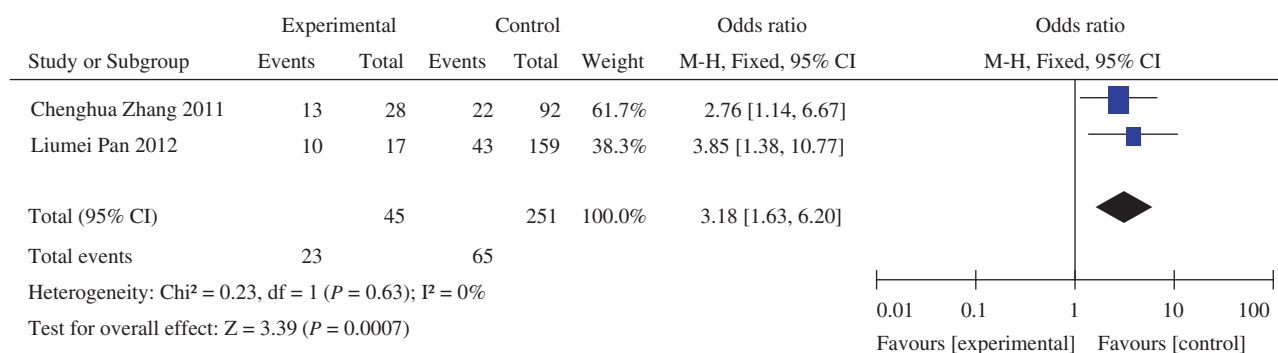 Experimental Control Odds ratio Odds ratio
Study or Subgroup Events Total Events Total Weight M-H, Fixed, 95% CI M-H, Fixed, 95% CI
Chenghua Zhang 2011 13 28 22 92 61.7% 2.76 [1.14, 6.67]
Liumei Pan 2012 10 17 43 159 38.3% 3.85 [1.38, 10.77]
Total (95% CI) 45 251 100.0% 3.18 [1.63, 6.20]
Total events 23 65
Heterogeneity: Chi² = 0.23, df = 1 (P = 0.63); I² = 0%
Test for overall effect: Z = 3.39 (P = 0.0007)
0.01 0.1 1 10 100
Favours [experimental] Favours [control]